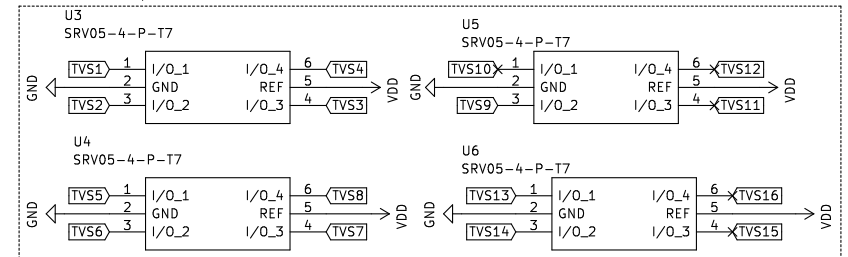 U3
SRV05-4-P-T7
TVS1 1 I/O_1 I/O_4 6 TVS4
GND 2 GND REF 5 VDD
TVS2 3 I/O_2 I/O_3 4 TVS3
U5
SRV05-4-P-T7
TVS10 1 I/O_1 I/O_4 6 TVS12
GND 2 GND REF 5 VDD
TVS9 3 I/O_2 I/O_3 4 TVS11
U4
SRV05-4-P-T7
TVS5 1 I/O_1 I/O_4 6 TVS8
GND 2 GND REF 5 VDD
TVS6 3 I/O_2 I/O_3 4 TVS7
U6
SRV05-4-P-T7
TVS13 1 I/O_1 I/O_4 6 TVS16
GND 2 GND REF 5 VDD
TVS14 3 I/O_2 I/O_3 4 TVS15